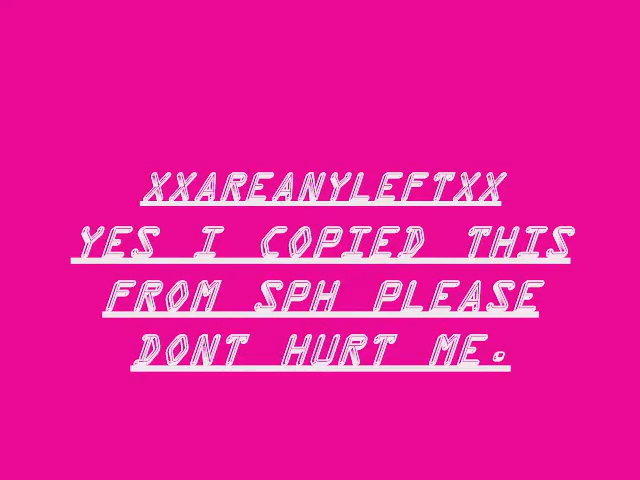 XXAREANYLEFTXX
YES I COPIED THIS
FROM SPH PLEASE
DONT HURT ME.